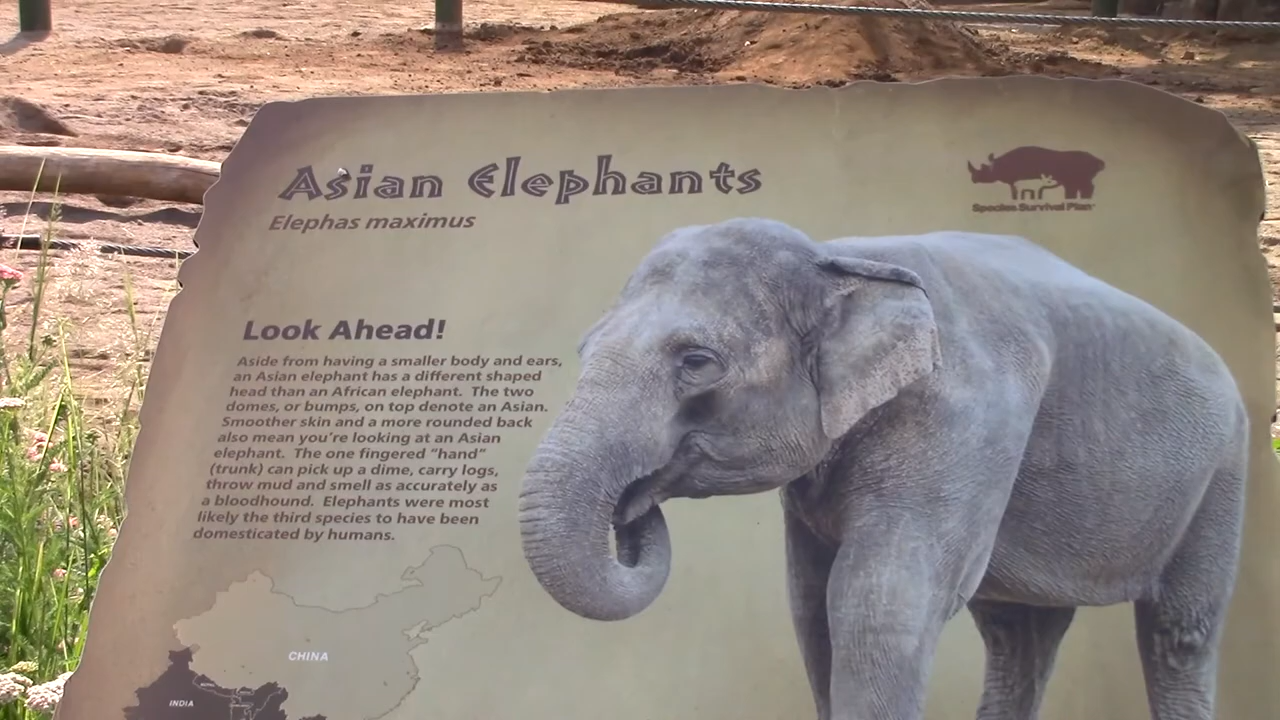 Asian Elephants
Elephas maximus
Species Survival Plan
Look Ahead!
Aside from having a smaller body and ears,
an Asian elephant has a different shaped
head than an African elephant. The two
domes, or bumps, on top denote an Asian.
Smoother skin and a more rounded back
also mean you're looking at an Asian
elephant. The one fingered "hand"
(trunk) can pick up a dime, carry logs,
throw mud and smell as accurately as
a bloodhound. Elephants were most
likely the third species to have been
domesticated by humans.
CHINA
INDIA